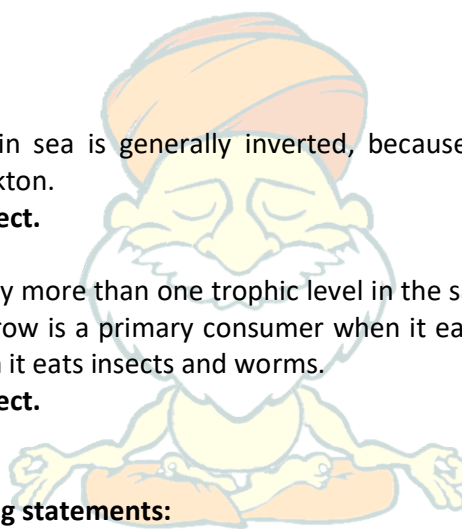 in sea is generally inverted, because
kton.
ect.
y more than one trophic level in the s
row is a primary consumer when it ea
it eats insects and worms.
ect.
g statements: